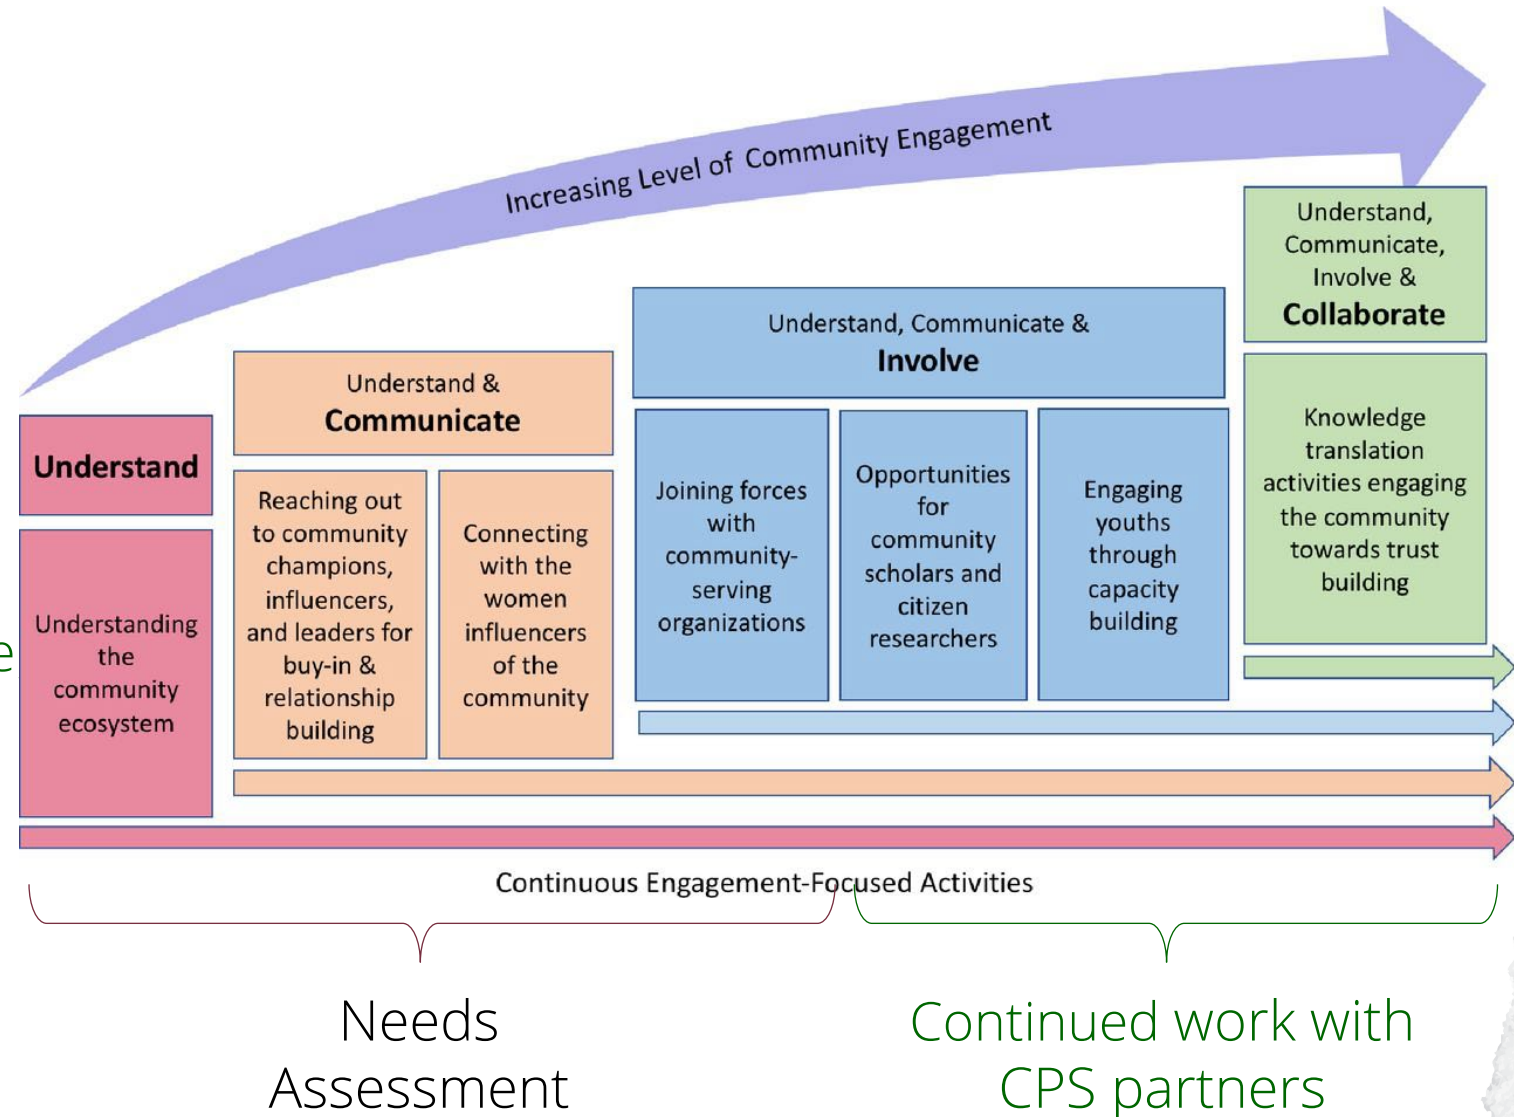 Increasing Level of Community Engagement
Understand
Understanding
the
community
ecosystem
Understand &
Communicate
Reaching out
to community
champions,
influencers,
and leaders for
buy-in &
relationship
building
Connecting
with the
women
influencers
of the
community
Understand, Communicate &
Involve
Joining forces
with
community-
serving
organizations
Opportunities
for
community
scholars and
citizen
researchers
Engaging
youths
through
capacity
building
Understand,
Communicate,
Involve &
Collaborate
Knowledge
translation
activities engaging
the community
towards trust
building
e
Continuous Engagement-Focused Activities
Needs
Assessment
Continued work with
CPS partners